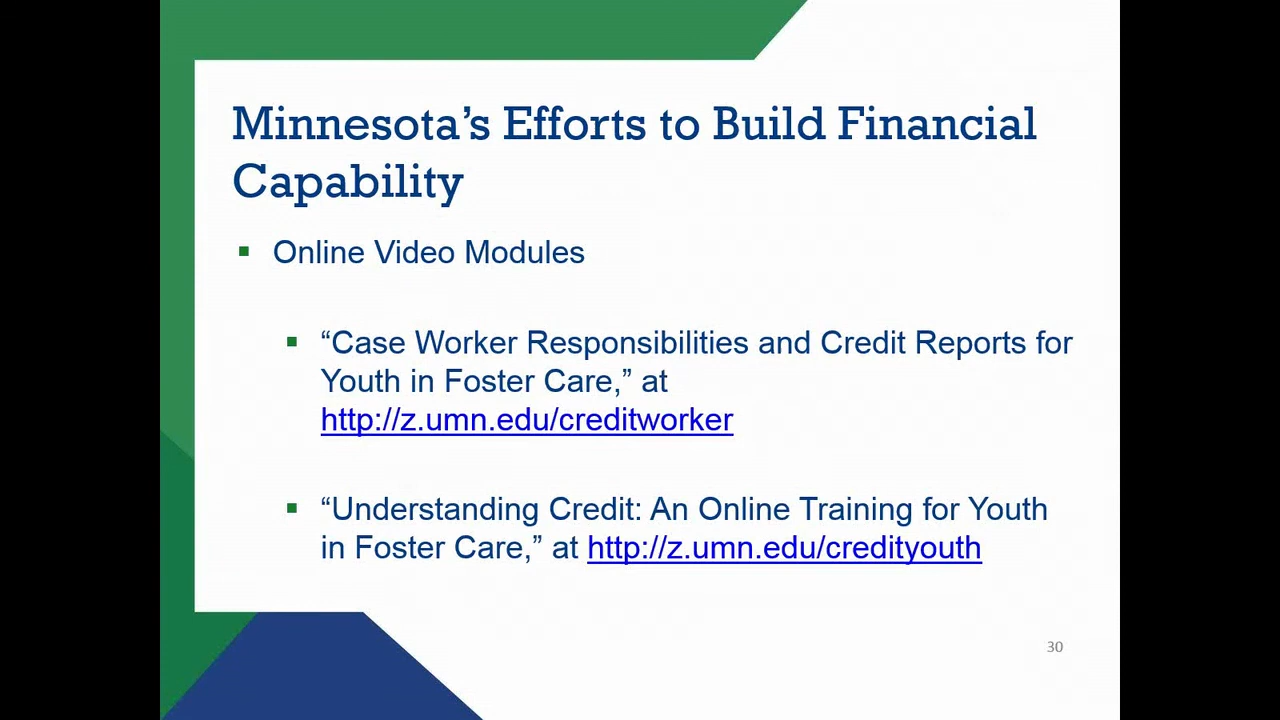 Minnesota’s Efforts to Build Financial
Capability
Online Video Modules
“Case Worker Responsibilities and Credit Reports for
Youth in Foster Care,” at
http://z.umn.edu/creditworker
“Understanding Credit: An Online Training for Youth
in Foster Care,” at http://z.umn.edu/credityouth
30